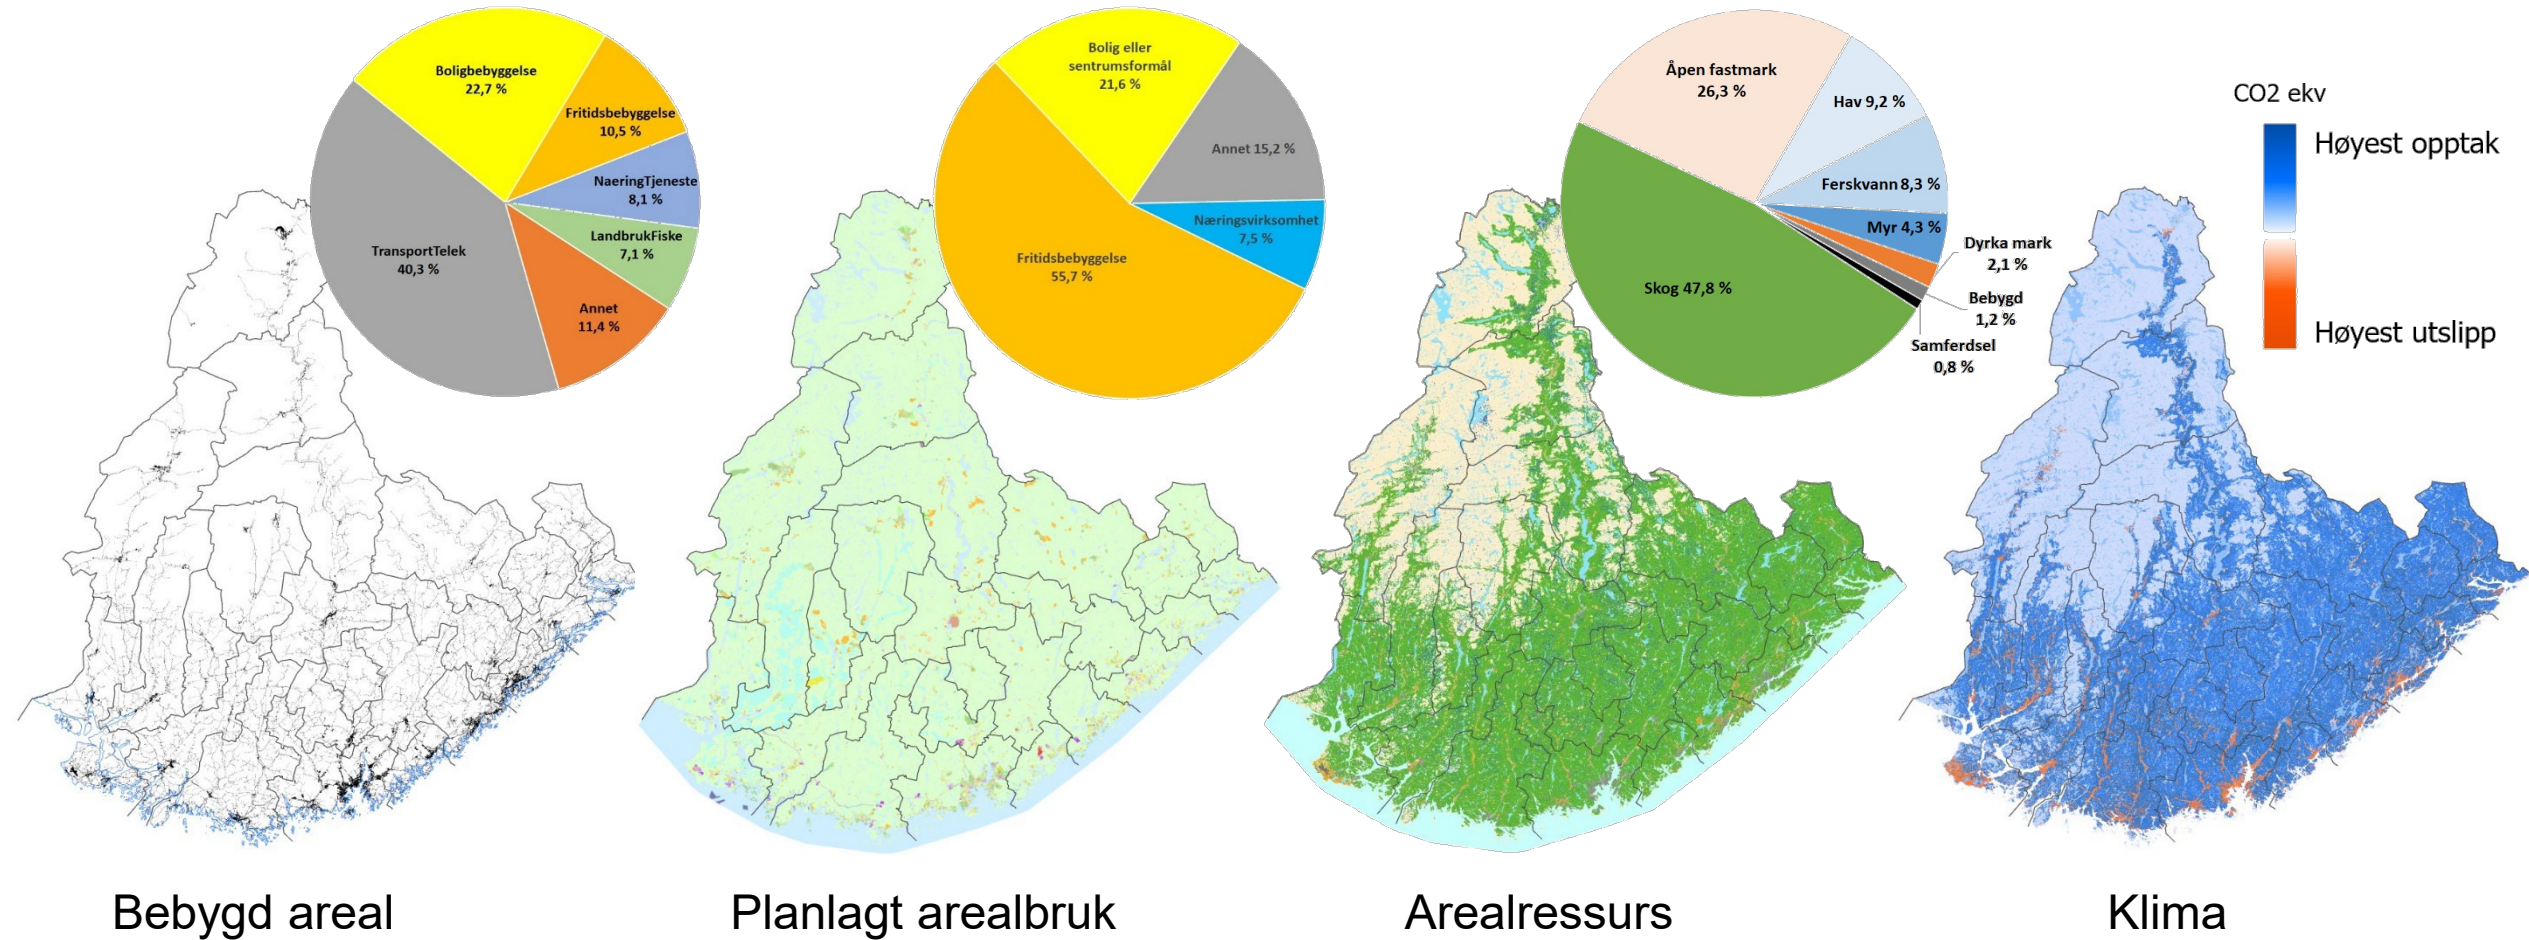 Boligbebyggelse
22,7 %
Fritidsbebyggelse
10,5 %
NaeringTjeneste
8,1 %
LandbrukFiske
7,1 %
Annet
11,4 %
TransportTelek
40,3 %
Bolig eller
sentrumsformål
21,6 %
Annet 15,2 %
Næringsvirksomhet
7,5 %
Fritidsbebyggelse
55,7 %
Åpen fastmark
26,3 %
Hav 9,2 %
Ferskvann 8,3 %
Myr 4,3 %
Dyrka mark
2,1 %
Bebygd
1,2 %
Samferdsel
0,8 %
Skog 47,8 %
CO2 ekv
Høyest opptak
Høyest utslipp
Bebygd areal
Planlagt arealbruk
Arealressurs
Klima